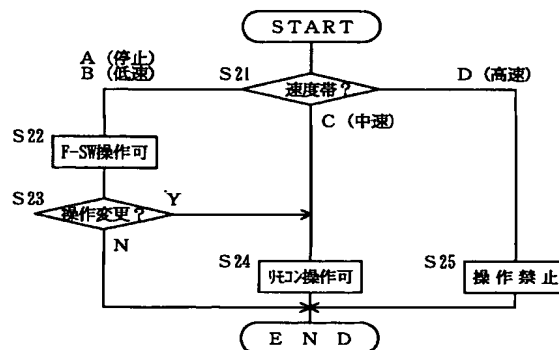 START
A (停止)
B (低速)
S21
速度帯?
D (高速)
C (中速)
S22
F-SW操作可
S23
操作変更?
Y
N
S24
リモコン操作可
S25
操作禁止
END